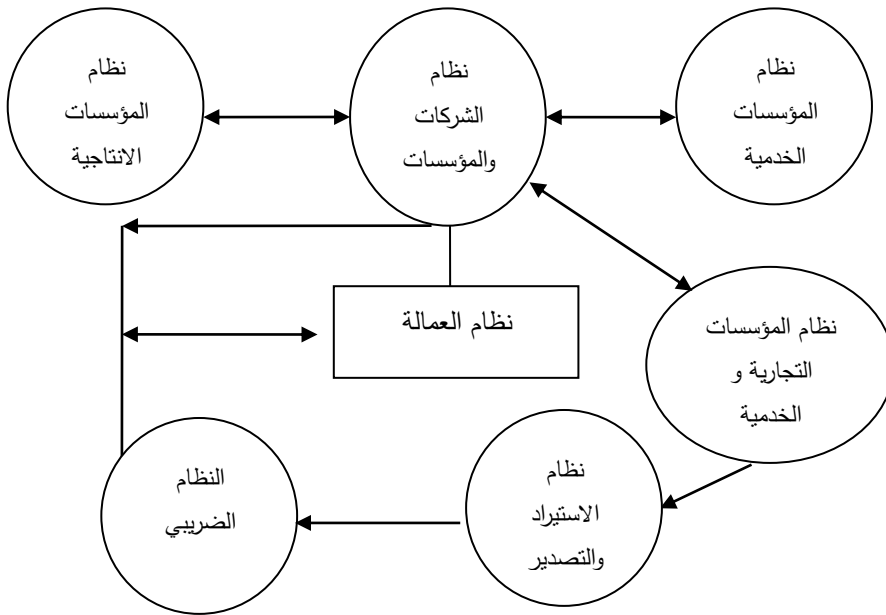 نظام
المؤسسات
الانتاجية
نظام
الشركات
والمؤسسات
نظام
المؤسسات
الخدمية
نظام العمالة
نظام المؤسسات
التجارية و
الخدمية
النظام
الضريبي
نظام
الاستيراد
والتصدير